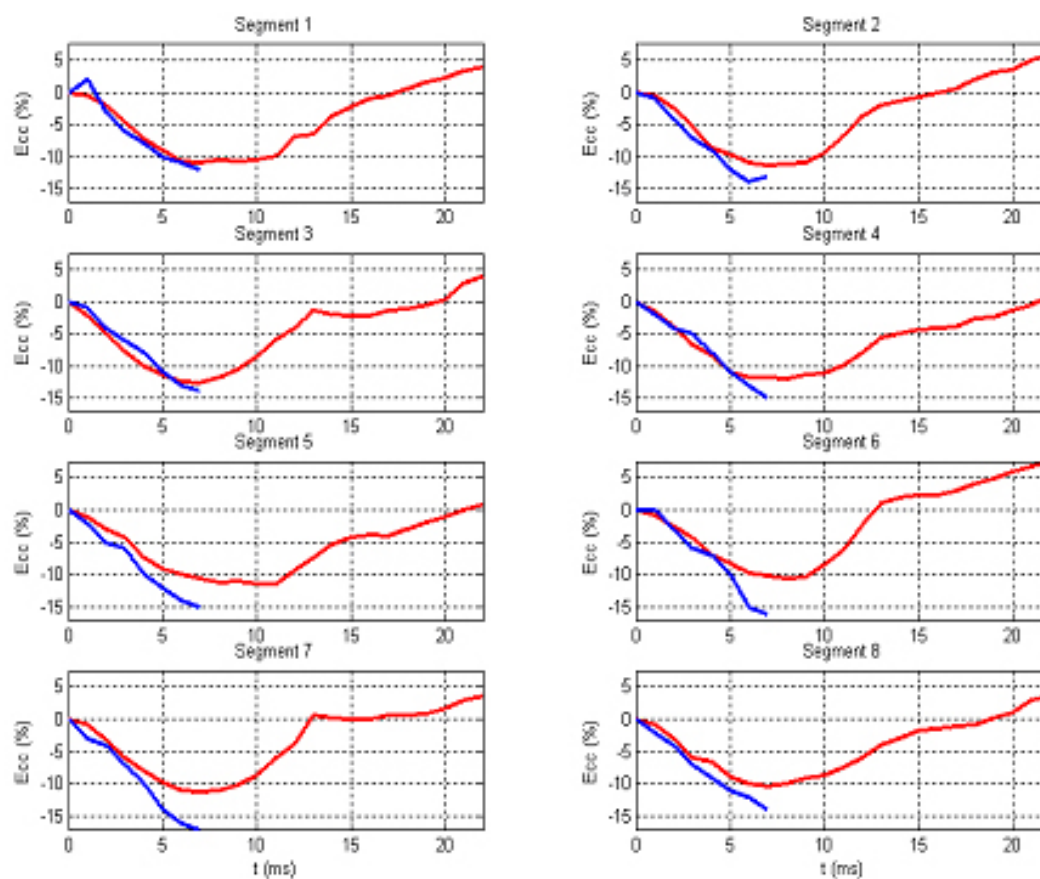 Segment 1
Segment 2
5
0
-5
-10
-15
Ecc (%)
0 5 10 15 20
5
0
-5
-10
-15
Ecc (%)
0 5 10 15 20
Segment 3
Segment 4
5
0
-5
-10
-15
Ecc (%)
0 5 10 15 20
5
0
-5
-10
-15
Ecc (%)
0 5 10 15 20
Segment 5
Segment 6
5
0
-5
-10
-15
Ecc (%)
0 5 10 15 20
5
0
-5
-10
-15
Ecc (%)
0 5 10 15 20
Segment 7
Segment 8
5
0
-5
-10
-15
Ecc (%)
0 5 10 15 20
t (ms)
5
0
-5
-10
-15
Ecc (%)
0 5 10 15 20
t (ms)